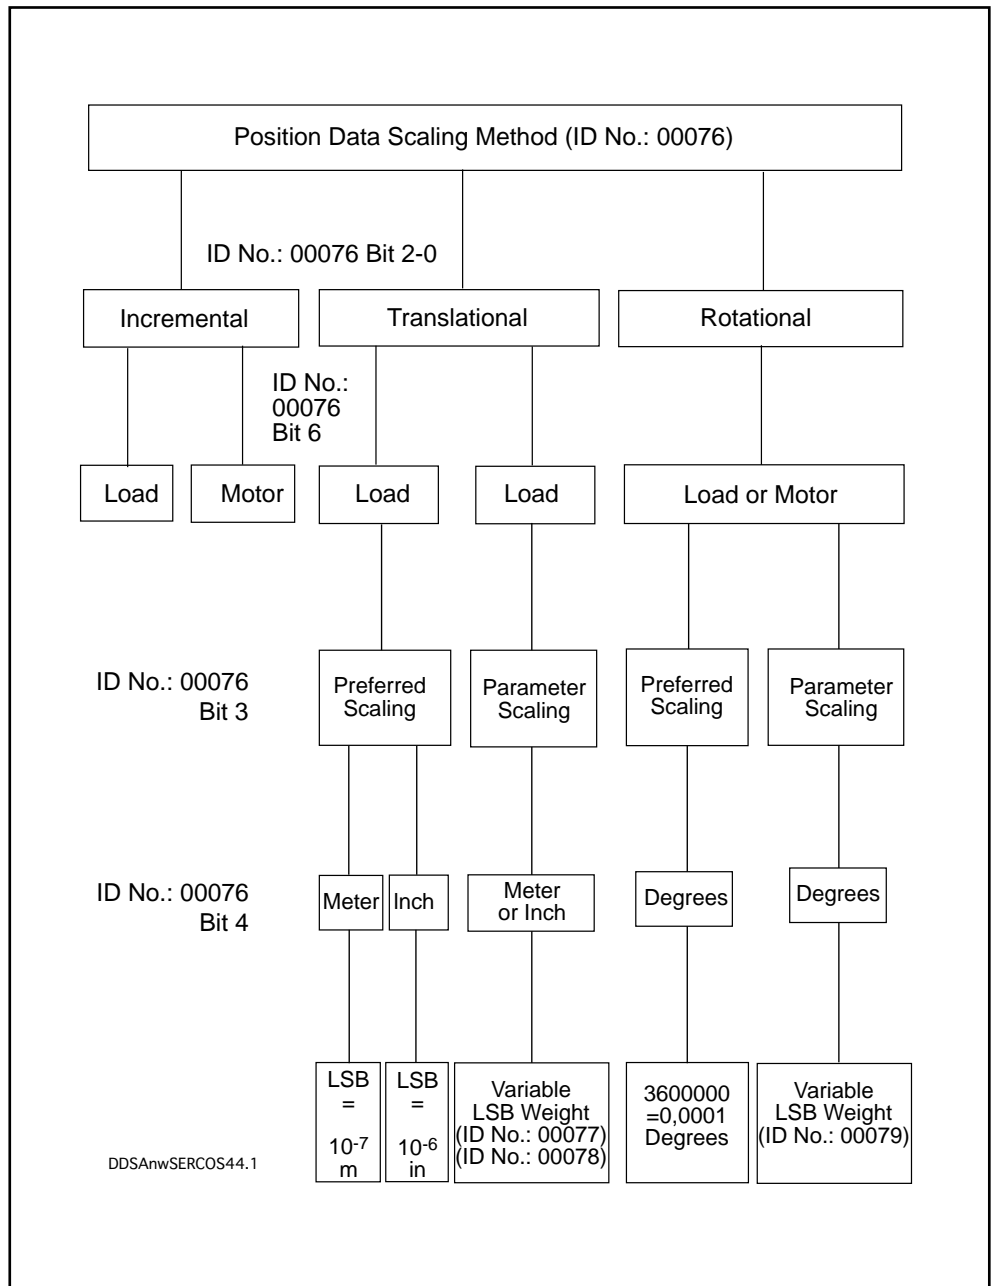 Position Data Scaling Method (ID No.: 00076)
ID No.: 00076 Bit 2-0
Incremental
Translational
Rotational
ID No.:
00076
Bit 6
Load
Motor
Load
Load
Load or Motor
ID No.: 00076
Bit 3
Preferred
Scaling
Parameter
Scaling
Preferred
Scaling
Parameter
Scaling
ID No.: 00076
Bit 4
Meter
Inch
Meter
or Inch
Degrees
Degrees
LSB
=
10-7
m
LSB
=
10-6
in
Variable
LSB Weight
(ID No.: 00077)
(ID No.: 00078)
3600000
=0,0001
Degrees
Variable
LSB Weight
(ID No.: 00079)
DDSAnwSERCOS44.1